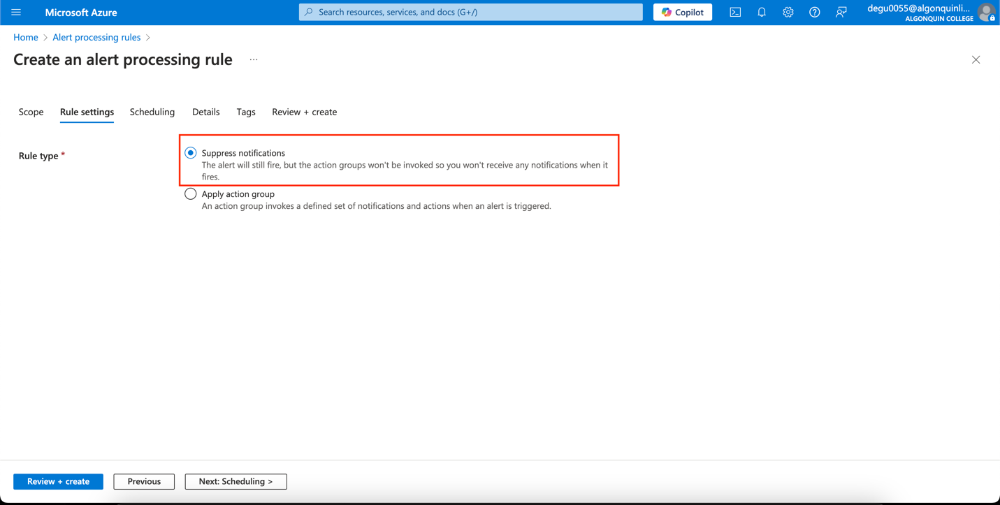 Microsoft Azure
Search resources, services, and docs (G+/)
Copilot
degu0055@algonquinli...
ALGONQUIN COLLEGE
Home > Alert processing rules >
Create an alert processing rule ...
Scope Rule settings Scheduling Details Tags Review + create
Rule type *
Suppress notifications
The alert will still fire, but the action groups won't be invoked so you won't receive any notifications when it
fires.
Apply action group
An action group invokes a defined set of notifications and actions when an alert is triggered.
Review + create Previous Next: Scheduling >